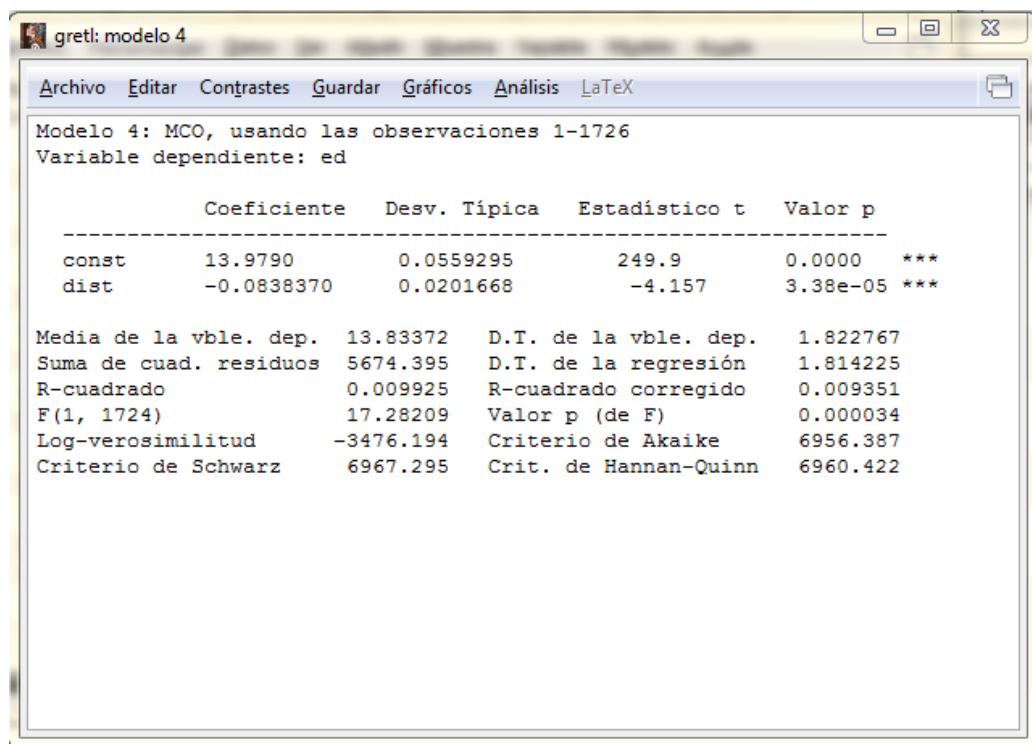 gretl: modelo 4
Archivo Editar Contrastes Guardar Gráficos Análisis LaTeX
Modelo 4: MCO, usando las observaciones 1-1726
Variable dependiente: ed
Coeficiente Desv. Típica Estadístico t Valor p
----------------------------------------------------------------
const 13.9790 0.0559295 249.9 0.0000 ***
dist -0.0838370 0.0201668 -4.157 3.38e-05 ***
Media de la vble. dep. 13.83372 D.T. de la vble. dep. 1.822767
Suma de cuad. residuos 5674.395 D.T. de la regresión 1.814225
R-cuadrado 0.009925 R-cuadrado corregido 0.009351
F(1, 1724) 17.28209 Valor p (de F) 0.000034
Log-verosimilitud -3476.194 Criterio de Akaike 6956.387
Criterio de Schwarz 6967.295 Crit. de Hannan-Quinn 6960.422